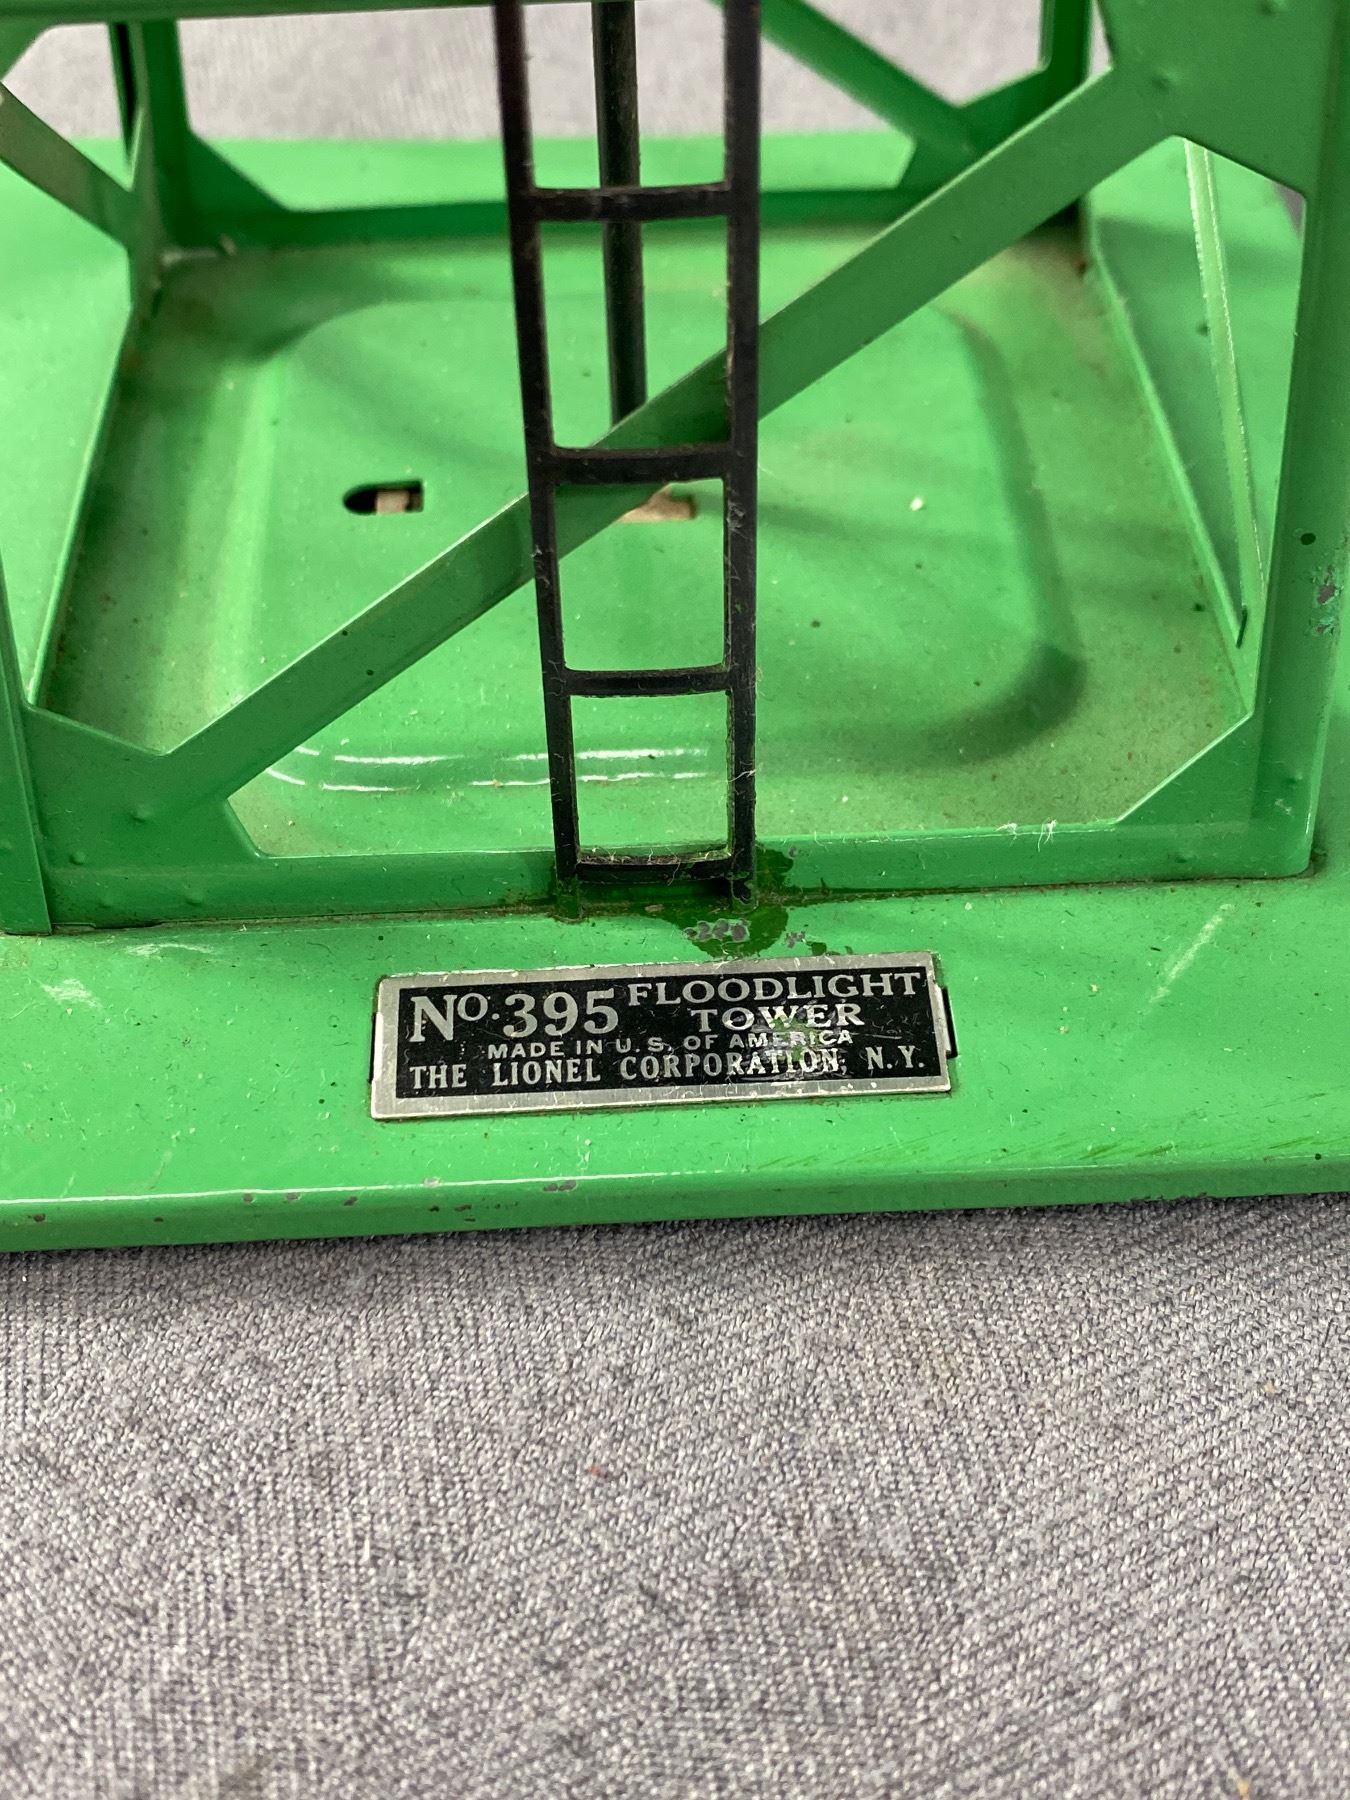 No. 395 FLOODLIGHT
TOWER
MADE IN U.S. OF AMERICA
THE LIONEL CORPORATION, N.Y.